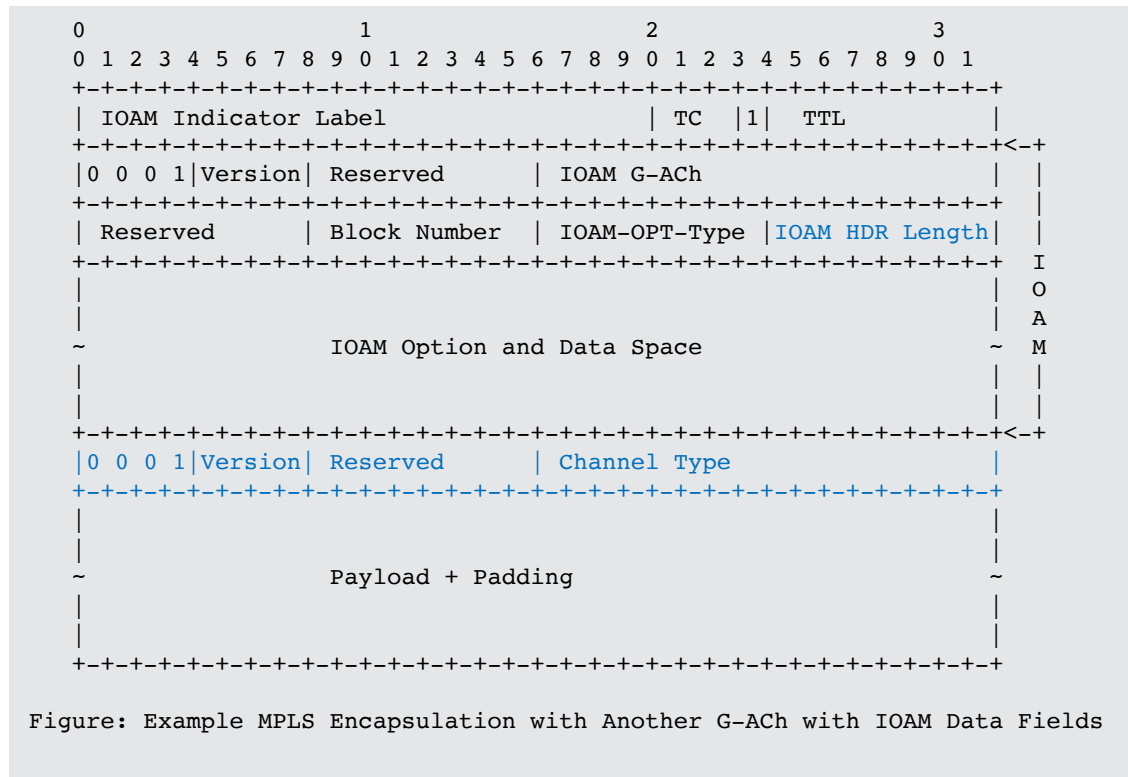 0                   1                   2                   3
 0 1 2 3 4 5 6 7 8 9 0 1 2 3 4 5 6 7 8 9 0 1 2 3 4 5 6 7 8 9 0 1
+-+-+-+-+-+-+-+-+-+-+-+-+-+-+-+-+-+-+-+-+-+-+-+-+-+-+-+-+-+-+-+-+
| IOAM Indicator Label                  | TC  |1|  TTL          |
+-+-+-+-+-+-+-+-+-+-+-+-+-+-+-+-+-+-+-+-+-+-+-+-+-+-+-+-+-+-+-+-+<-+
|0 0 0 1|Version| Reserved      | IOAM G-ACh                    |  |
+-+-+-+-+-+-+-+-+-+-+-+-+-+-+-+-+-+-+-+-+-+-+-+-+-+-+-+-+-+-+-+-+  |
| Reserved      | Block Number  | IOAM-OPT-Type |IOAM HDR Length|  |
+-+-+-+-+-+-+-+-+-+-+-+-+-+-+-+-+-+-+-+-+-+-+-+-+-+-+-+-+-+-+-+-+  I
|                                                               |  O
|                                                               |  A
~                 IOAM Option and Data Space                    ~  M
|                                                               |  |
|                                                               |  |
+-+-+-+-+-+-+-+-+-+-+-+-+-+-+-+-+-+-+-+-+-+-+-+-+-+-+-+-+-+-+-+-+<-+
|0 0 0 1|Version| Reserved      | Channel Type                  |
+-+-+-+-+-+-+-+-+-+-+-+-+-+-+-+-+-+-+-+-+-+-+-+-+-+-+-+-+-+-+-+-+
|                                                               |
|                                                               |
~                 Payload + Padding                             ~
|                                                               |
|                                                               |
+-+-+-+-+-+-+-+-+-+-+-+-+-+-+-+-+-+-+-+-+-+-+-+-+-+-+-+-+-+-+-+-+
Figure: Example MPLS Encapsulation with Another G-ACh with IOAM Data Fields